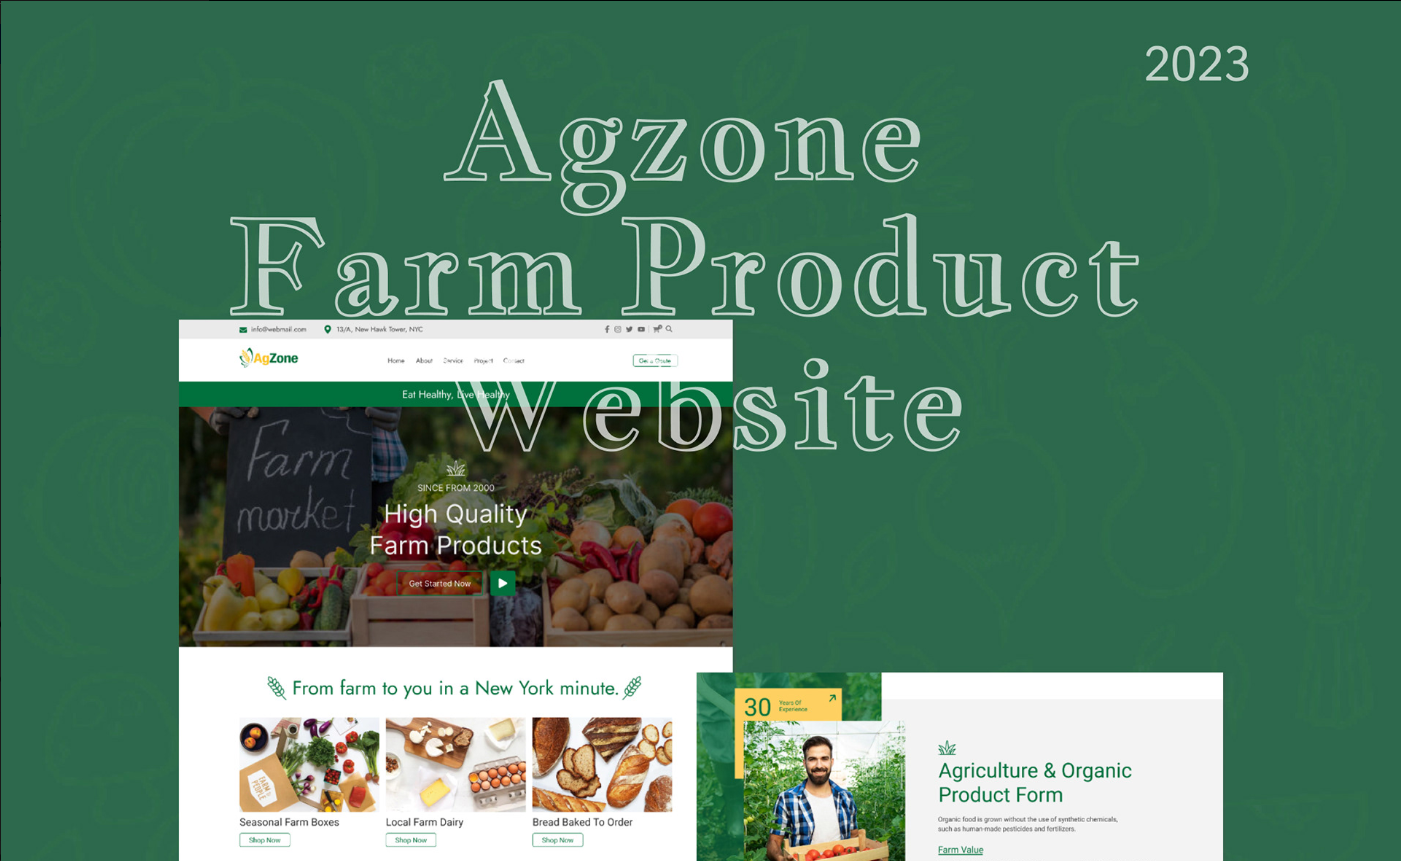 2023
Agzone
Farm Product
Website
info@webmail.com
13/A, New Hawk Tower, NYC
AgZone
Home About Service Project Contact
Get a Qoute
Eat Healthy, Live Healthy
Farm
market
SINCE FROM 2000
High Quality
Farm Products
Get Started Now
From farm to you in a New York minute.
Seasonal Farm Boxes
Shop Now
Local Farm Dairy
Shop Now
Bread Baked To Order
Shop Now
30 Years Of
Experience
Agriculture & Organic
Product Form
Organic food is grown without the use of synthetic chemicals,
such as human-made pesticides and fertilizers.
Farm Value